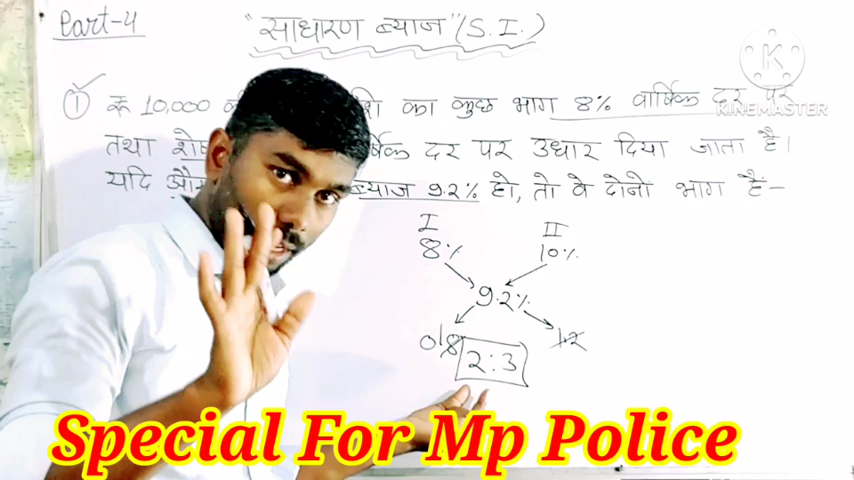 Part-4
"साधारण ब्याज" (S.I.)
① रू 10,000 का कुछ भाग 8% वार्षिक दर पर
तथा दर पर उधार दिया जाता है।
यदि ब्याज 9.2% हो, तो वे दोनो भाग है-
I II
8% 10%
9.2%
0.8 1.2
2:3
K
KINEMASTER
Special For Mp Police